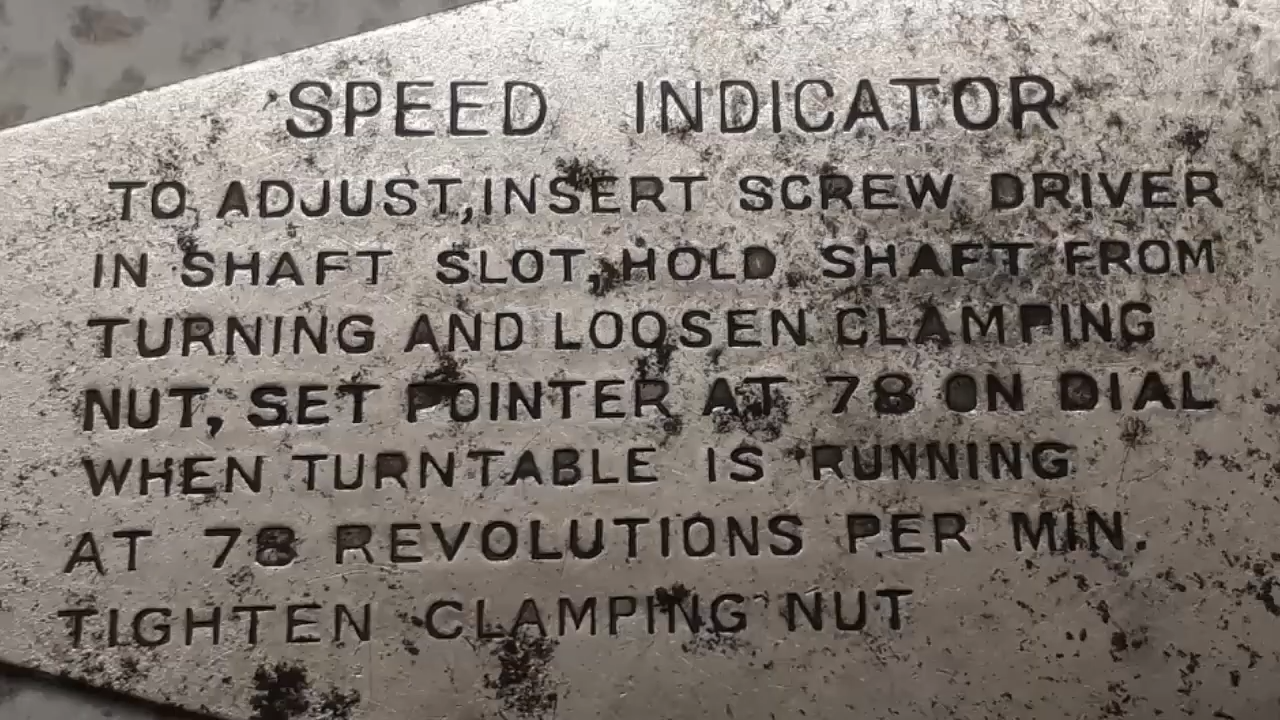 SPEED INDICATOR
TO ADJUST, INSERT SCREW DRIVER
IN SHAFT SLOT, HOLD SHAFT FROM
TURNING AND LOOSEN CLAMPING
NUT, SET POINTER AT 78 ON DIAL
WHEN TURNTABLE IS RUNNING
AT 78 REVOLUTIONS PER MIN.
TIGHTEN CLAMPING NUT